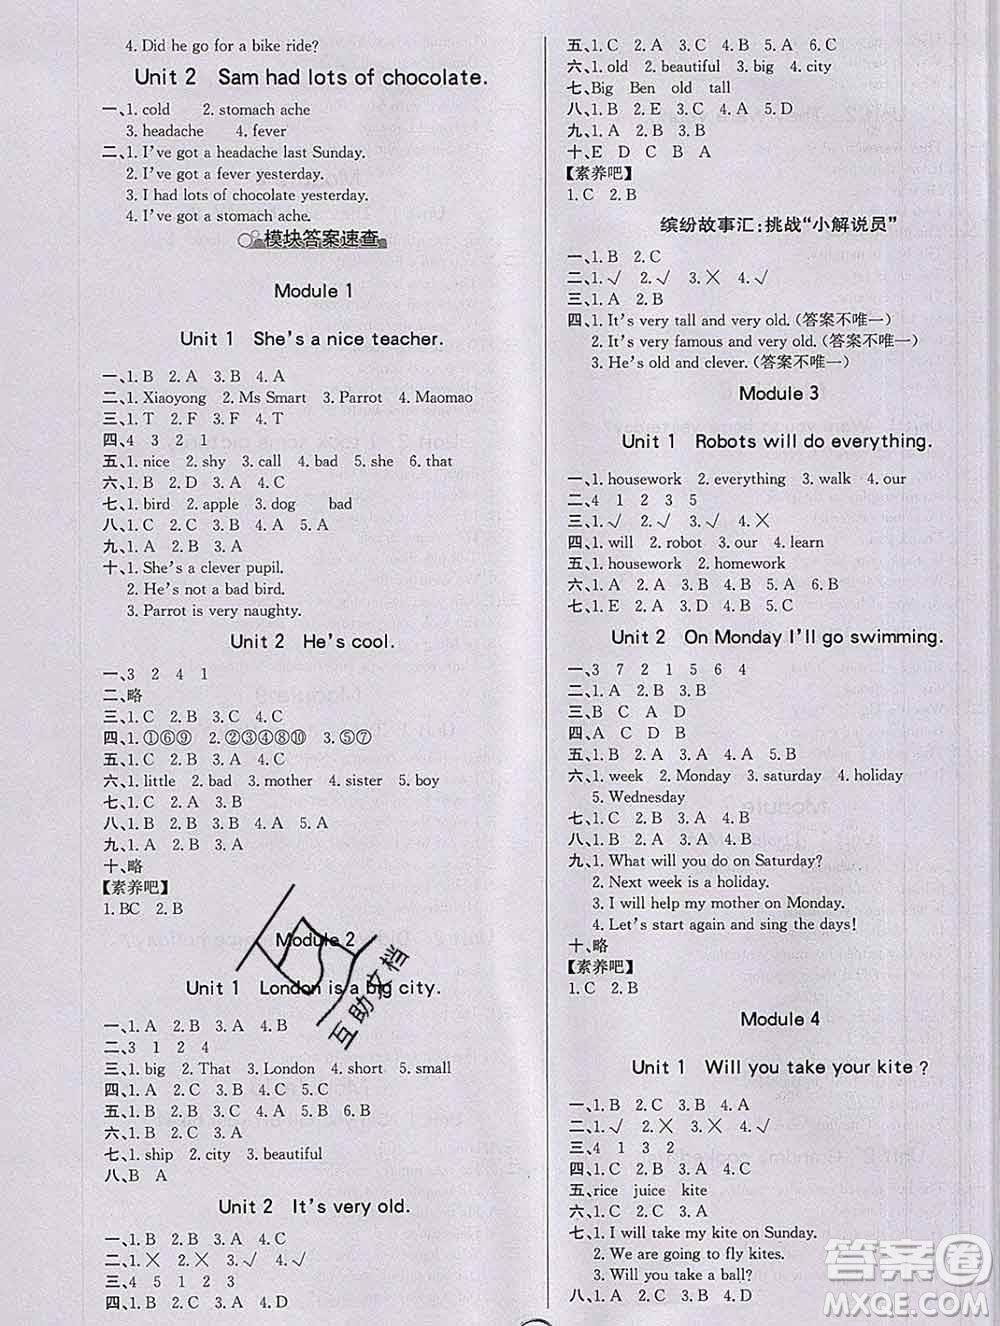 4. Did he go for a bike ride?
Unit 2 Sam had lots of chocolate.
一、1. cold 2. stomach ache
3. headache 4. fever
二、1. I've got a headache last Sunday.
2. I've got a fever yesterday.
3. I had lots of chocolate yesterday.
4. I've got a stomach ache.
模块答案速查
Module 1
Unit 1 She's a nice teacher.
一、1. B 2. A 3. B 4. A
二、1. Xiaoyong 2. Ms Smart 3. Parrot 4. Maomao
三、1. T 2. F 3. F 4. T
四、4 3 2 1
五、1. nice 2. shy 3. call 4. bad 5. she 6. that
六、1. B 2. D 3. A 4. C
七、1. bird 2. apple 3. dog bad
八、1. C 2. C 3. A 4. A 5. A
九、1. A 2. B 3. A
十、1. She's a clever pupil.
2. He's not a bad bird.
3. Parrot is very naughty.
Unit 2 He's cool.
一、3 2 4 1
二、略
三、1. C 2. C 3. C 4. C
四、1. ①⑥⑨ 2. ②③④⑧⑩ 3. ⑤⑦
五、1. C 2. A 3. C 4. C
六、1. little 2. bad 3. mother 4. sister 5. boy
七、1. C 2. A 3. B
八、1. B 2. B 3. A 4. B 5. A
九、1. A 2. B 3. A
十、略
【素养吧】
1. BC 2. B
Module 2
Unit 1 London is a big city.
一、1. A 2. B 3. A 4. B
二、3 1 2 4
三、1. big 2. That 3. London 4. short 5. small
四、1. A 2. C 3. B 4. C 5. A
五、1. B 2. A 3. A 4. B 5. B 6. B
六、1. B 2. A 3. C
七、1. ship 2. city 3. beautiful
八、B A
Unit 2 It's very old.
一、1. C 2. B 3. A 4. C
二、1. × 2. √ 3. √ 4. ×
三、4 5 2 3 1
四、1. A 2. B 3. B 4. C
五、1. C 2. A 3. C 4. A 5. A 6. C
六、1. old 2. beautiful 3. big 4. city
七、Big Ben old tall
八、1. B 2. E 3. C 4. A 5. D
九、1. A 2. B 3. A
十、E D C B A
【素养吧】
1. C 2. B
缤纷故事汇:挑战“小解说员”
一、1. B 2. C
二、1. √ 2. √ 3. × 4. √
三、1. A 2. B
四、1. It's very tall and very old. (答案不唯一)
2. It's very famous and very old. (答案不唯一)
3. He's old and clever. (答案不唯一)
Module 3
Unit 1 Robots will do everything.
一、1. housework 2. everything 3. walk 4. our
二、4 1 2 3 5
三、1. √ 2. √ 3. √ 4. ×
四、1. will 2. robot 3. our 4. learn
五、1. housework 2. homework
六、1. A 2. B 3. A 4. C 5. A
七、1. E 2. C 3. B 4. A 5. D
Unit 2 On Monday I'll go swimming.
一、3 7 2 1 5 6 4
二、1. A 2. B 3. B 4. A
三、B C A D
四、A C D B
五、1. B 2. C 3. A 4. C 5. A
六、1. week 2. Monday 3. saturday 4. holiday
5. Wednesday
七、1. C 2. B 3. A 4. B
八、1. B 2. B 3. A 4. A
九、1. What will you do on Saturday?
2. Next week is a holiday.
3. I will help my mother on Monday.
4. Let's start again and sing the days!
十、略
【素养吧】
1. C 2. B
Module 4
Unit 1 Will you take your kite?
一、1. B 2. C 3. B 4. A
二、1. √ 2. × 3. × 4. √
三、4 1 3 2
四、1. C 2. B 3. A 4. C 5. A
五、rice juice kite
六、1. C 2. C 3. A
七、1. I will take my kite on Sunday.
2. We are going to fly kites.
3. Will you take a ball?
八、1. A 2. B 3. B 4. A
互助文档
答案圈
MXQE.COM